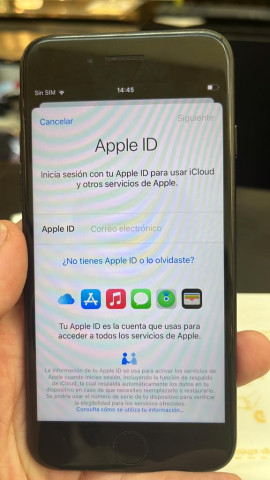 Sin SIM
14:45
Cancelar
Siguiente
Apple ID
Inicia sesión con tu Apple ID para usar iCloud
y otros servicios de Apple.
Apple ID Correo electrónico
¿No tienes Apple ID o lo olvidaste?
Tu Apple ID es la cuenta que usas para
acceder a todos los servicios de Apple.
La información de tu Apple ID se usa para activar los servicios de
Apple cuando inicias sesión, incluyendo la función de respaldo
de iCloud, la cual respalda automáticamente los datos en tu
dispositivo en caso de que necesites reemplazarlo o restaurarlo.
Se podría usar el número de serie de tu dispositivo para verificar
la elegibilidad para los servicios ofrecidos.
Consulta cómo se utiliza tu información...